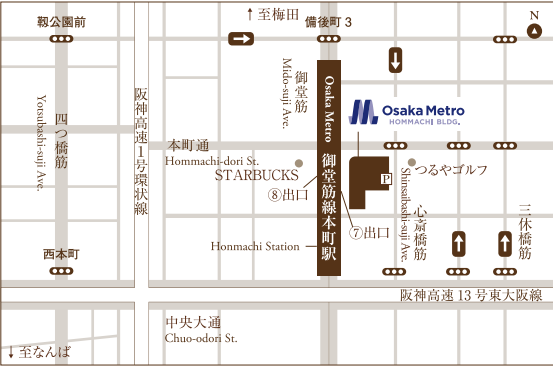 ↑至梅田
靱公園前
備後町3
N
御堂筋
Mido-suji Ave.
Osaka Metro 御堂筋線本町駅
Osaka Metro
HOMMACHI BLDG.
阪神高速1号環状線
四つ橋筋
Yotsubashi-suji Ave.
本町通
Hommachi-dori St.
STARBUCKS
つるやゴルフ
P
⑧出口
⑦出口
心斎橋筋
Shinsaibashi-suji Ave.
三休橋筋
Honmachi Station
西本町
阪神高速13号東大阪線
中央大通
Chuo-odori St.
↓至なんば